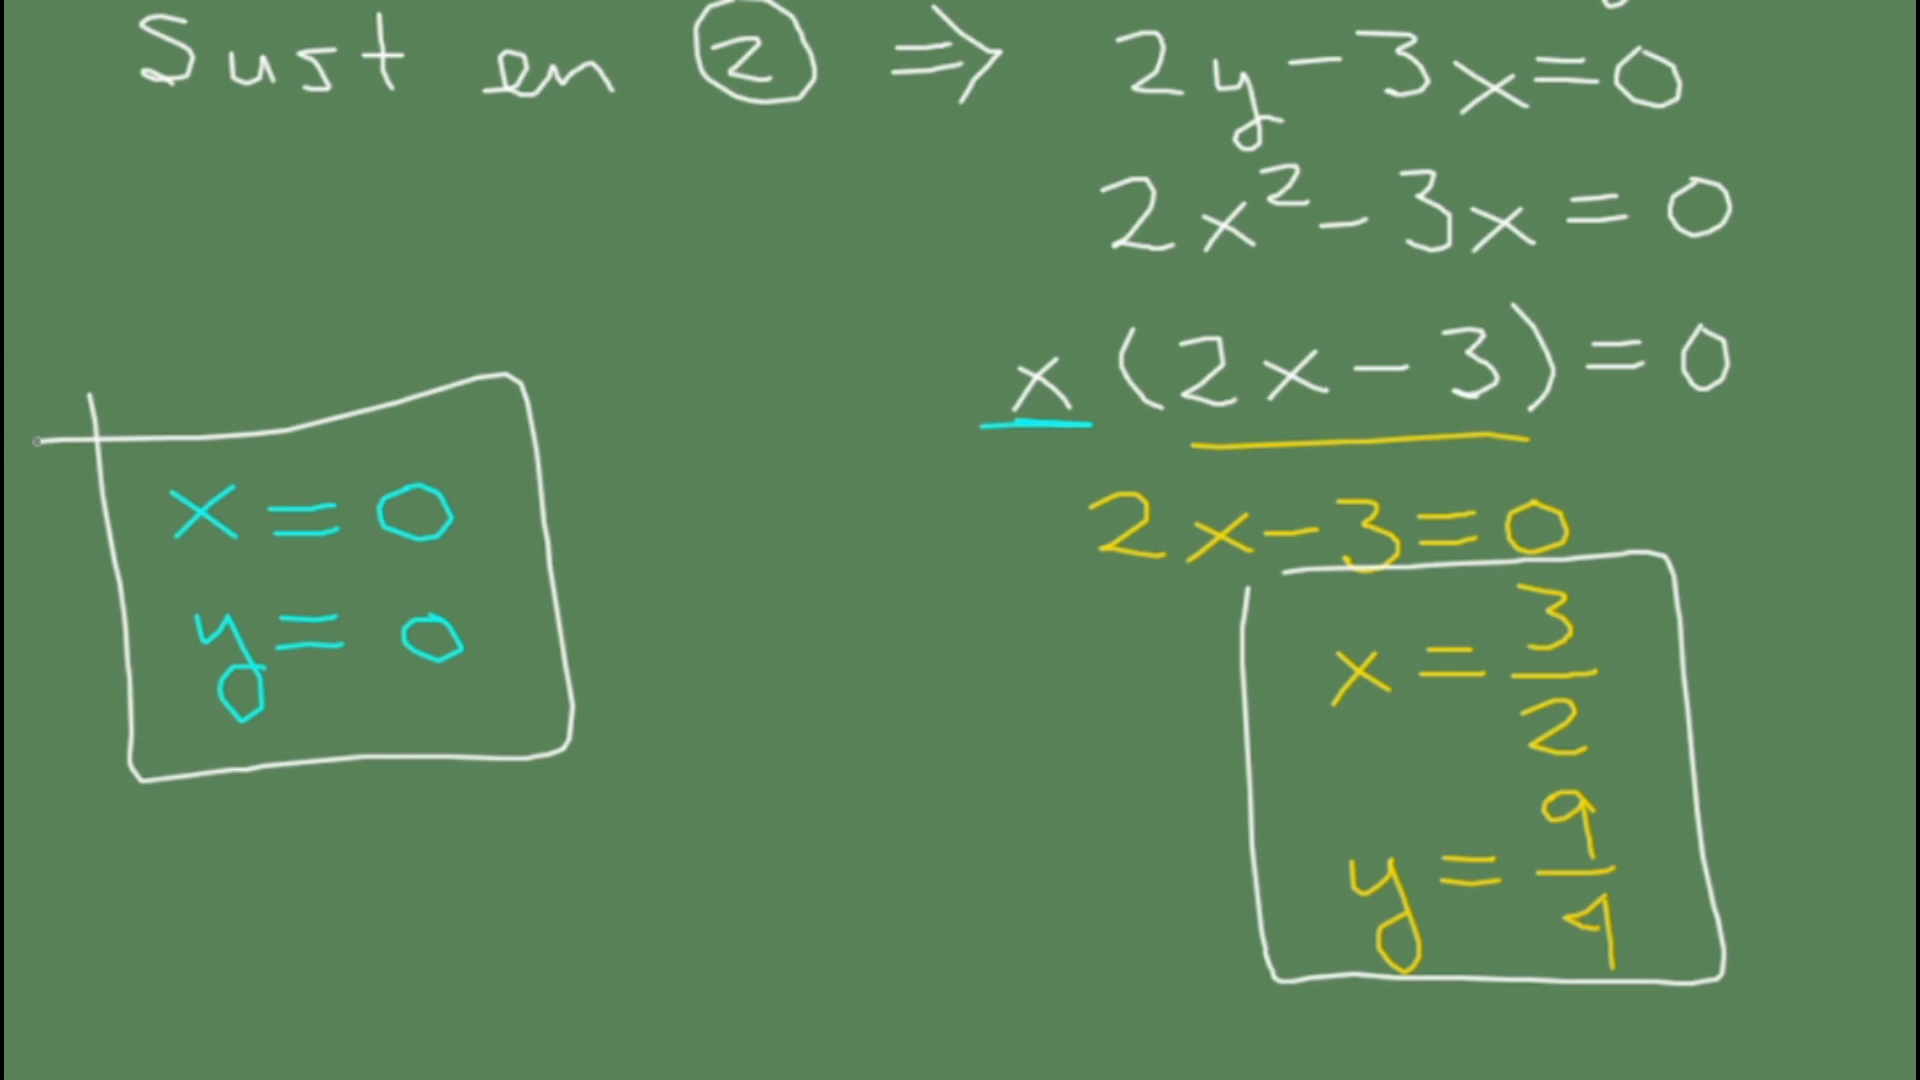 Sust en ② ⇒ 2y - 3x = 0
2x² - 3x = 0
x (2x - 3) = 0
2x - 3 = 0
x = 0
y = 0
x = 3/2
y = 9/4